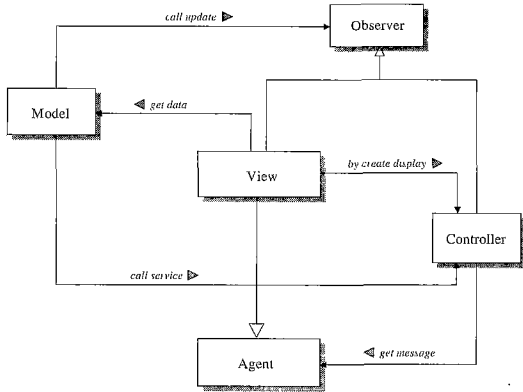 call update
Observer
Model
get data
View
by create display
Controller
call service
Agent
get message